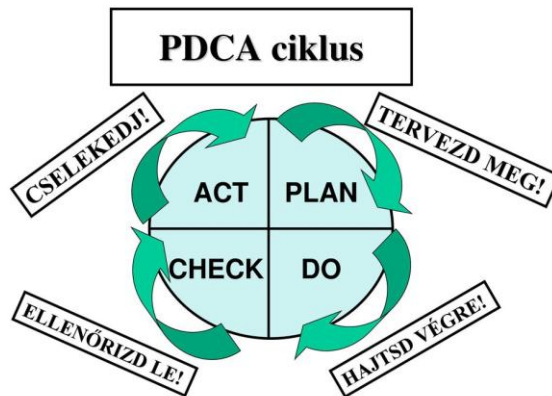 PDCA ciklus
CSELEKEDJ!
TERVEZD MEG!
ACT
PLAN
CHECK
DO
ELLENŐRIZD LE!
HAJTSD VÉGRE!